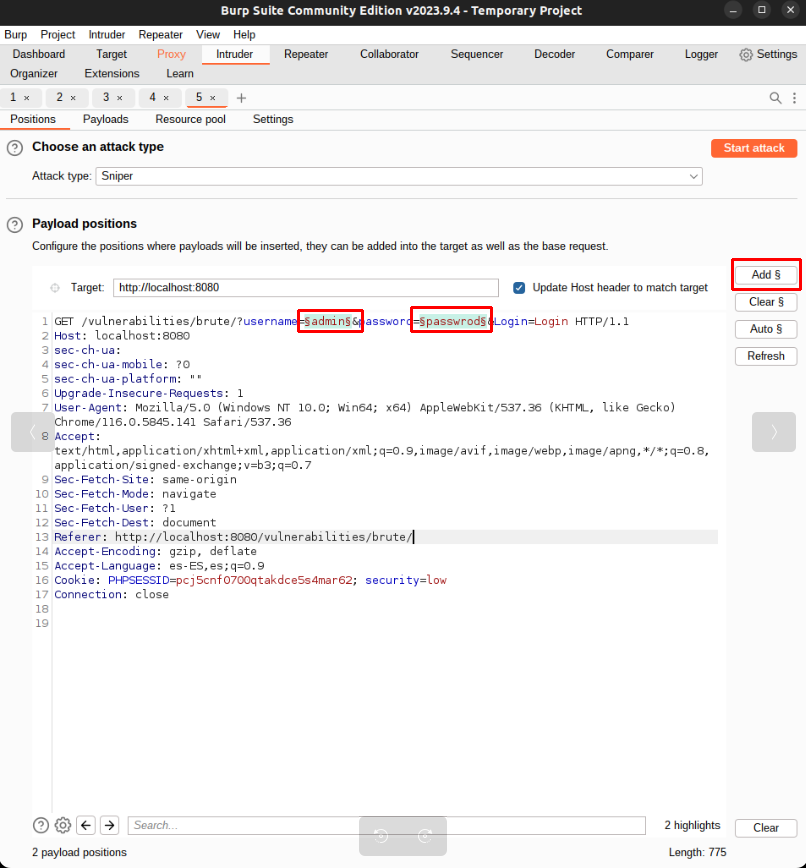 Burp Suite Community Edition v2023.9.4 - Temporary Project
Burp Project Intruder Repeater View Help
Dashboard Target Proxy Intruder Repeater Collaborator Sequencer Decoder Comparer Logger Settings
Organizer Extensions Learn
1 × 2 × 3 × 4 × 5 × +
Positions Payloads Resource pool Settings
? Choose an attack type Start attack
Attack type: Sniper
? Payload positions
Configure the positions where payloads will be inserted, they can be added into the target as well as the base request.
Add §
Target: http://localhost:8080 Update Host header to match target
Clear §
1 GET /vulnerabilities/brute/?username=§admin§&password=§passwrod§&Login=Login HTTP/1.1
Auto §
2 Host: localhost:8080
3 sec-ch-ua:
Refresh
4 sec-ch-ua-mobile: ?0
5 sec-ch-ua-platform: ""
6 Upgrade-Insecure-Requests: 1
7 User-Agent: Mozilla/5.0 (Windows NT 10.0; Win64; x64) AppleWebKit/537.36 (KHTML, like Gecko)
Chrome/116.0.5845.141 Safari/537.36
8 Accept:
text/html,application/xhtml+xml,application/xml;q=0.9,image/avif,image/webp,image/apng,*/*;q=0.8,
application/signed-exchange;v=b3;q=0.7
9 Sec-Fetch-Site: same-origin
10 Sec-Fetch-Mode: navigate
11 Sec-Fetch-User: ?1
12 Sec-Fetch-Dest: document
13 Referer: http://localhost:8080/vulnerabilities/brute/
14 Accept-Encoding: gzip, deflate
15 Accept-Language: es-ES,es;q=0.9
16 Cookie: PHPSESSID=pcj5cnf0700qtakdce5s4mar62; security=low
17 Connection: close
18
19
? Search... 2 highlights Clear
2 payload positions Length: 775